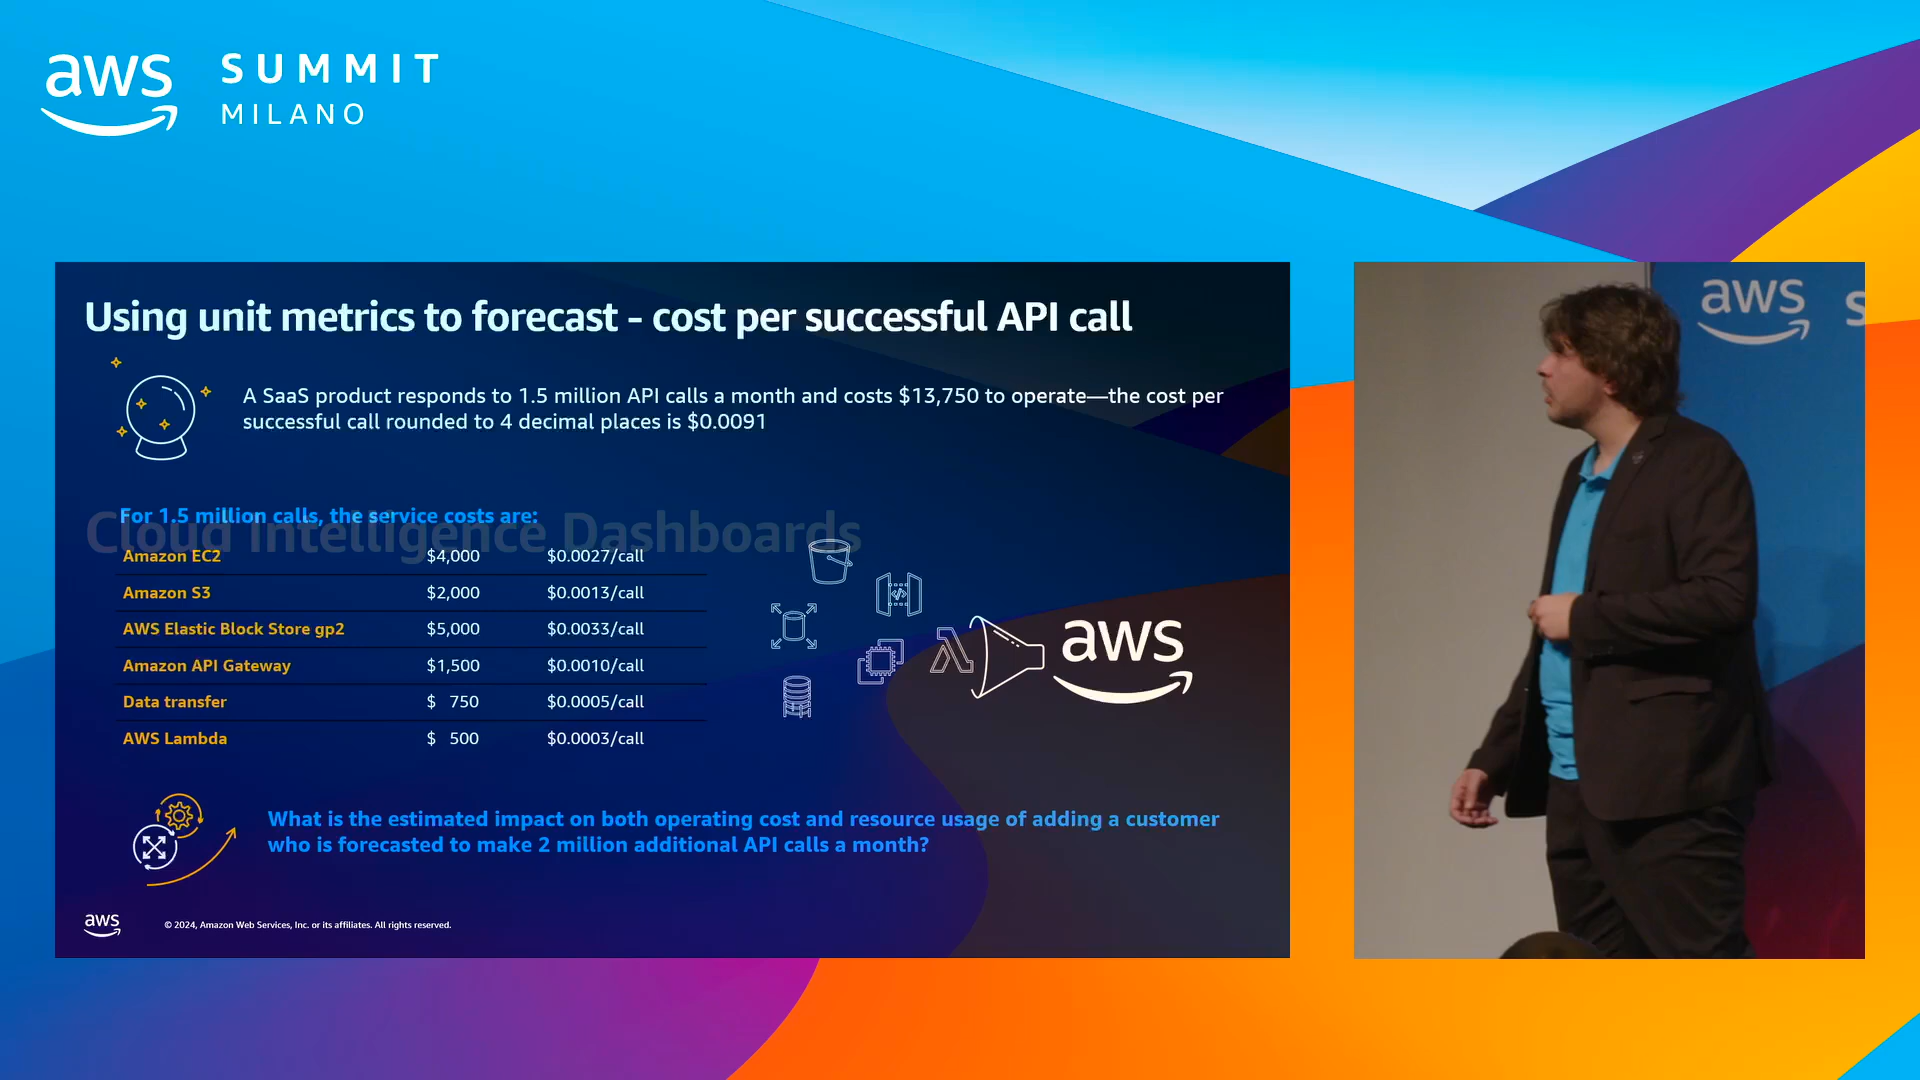 aws SUMMIT
MILANO
Using unit metrics to forecast - cost per successful API call
A SaaS product responds to 1.5 million API calls a month and costs $13,750 to operate—the cost per
successful call rounded to 4 decimal places is $0.0091
For 1.5 million calls, the service costs are:
Cloud Intelligence Dashboards
Amazon EC2 $4,000 $0.0027/call
Amazon S3 $2,000 $0.0013/call
AWS Elastic Block Store gp2 $5,000 $0.0033/call
Amazon API Gateway $1,500 $0.0010/call
Data transfer $ 750 $0.0005/call
AWS Lambda $ 500 $0.0003/call
aws
What is the estimated impact on both operating cost and resource usage of adding a customer
who is forecasted to make 2 million additional API calls a month?
aws © 2024, Amazon Web Services, Inc. or its affiliates. All rights reserved.
aws S